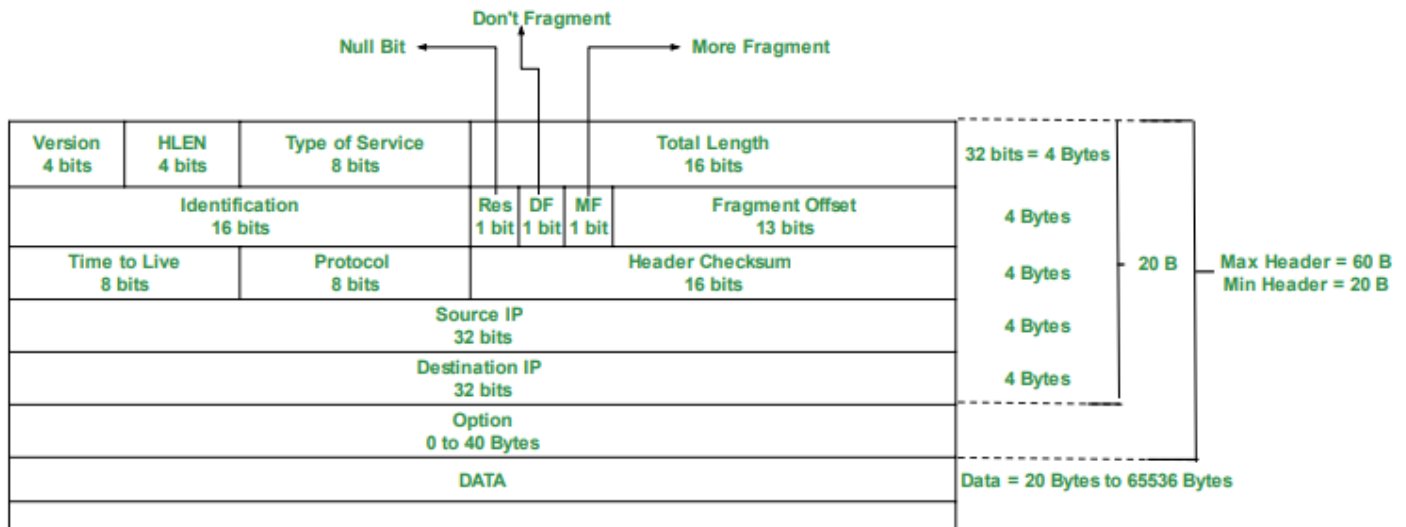 Don't Fragment
Null Bit
More Fragment
Version
4 bits
HLEN
4 bits
Type of Service
8 bits
Total Length
16 bits
32 bits = 4 Bytes
Identification
16 bits
Res
1 bit
DF
1 bit
MF
1 bit
Fragment Offset
13 bits
4 Bytes
Time to Live
8 bits
Protocol
8 bits
Header Checksum
16 bits
4 Bytes
20 B
Max Header = 60 B
Min Header = 20 B
Source IP
32 bits
4 Bytes
Destination IP
32 bits
4 Bytes
Option
0 to 40 Bytes
DATA
Data = 20 Bytes to 65536 Bytes